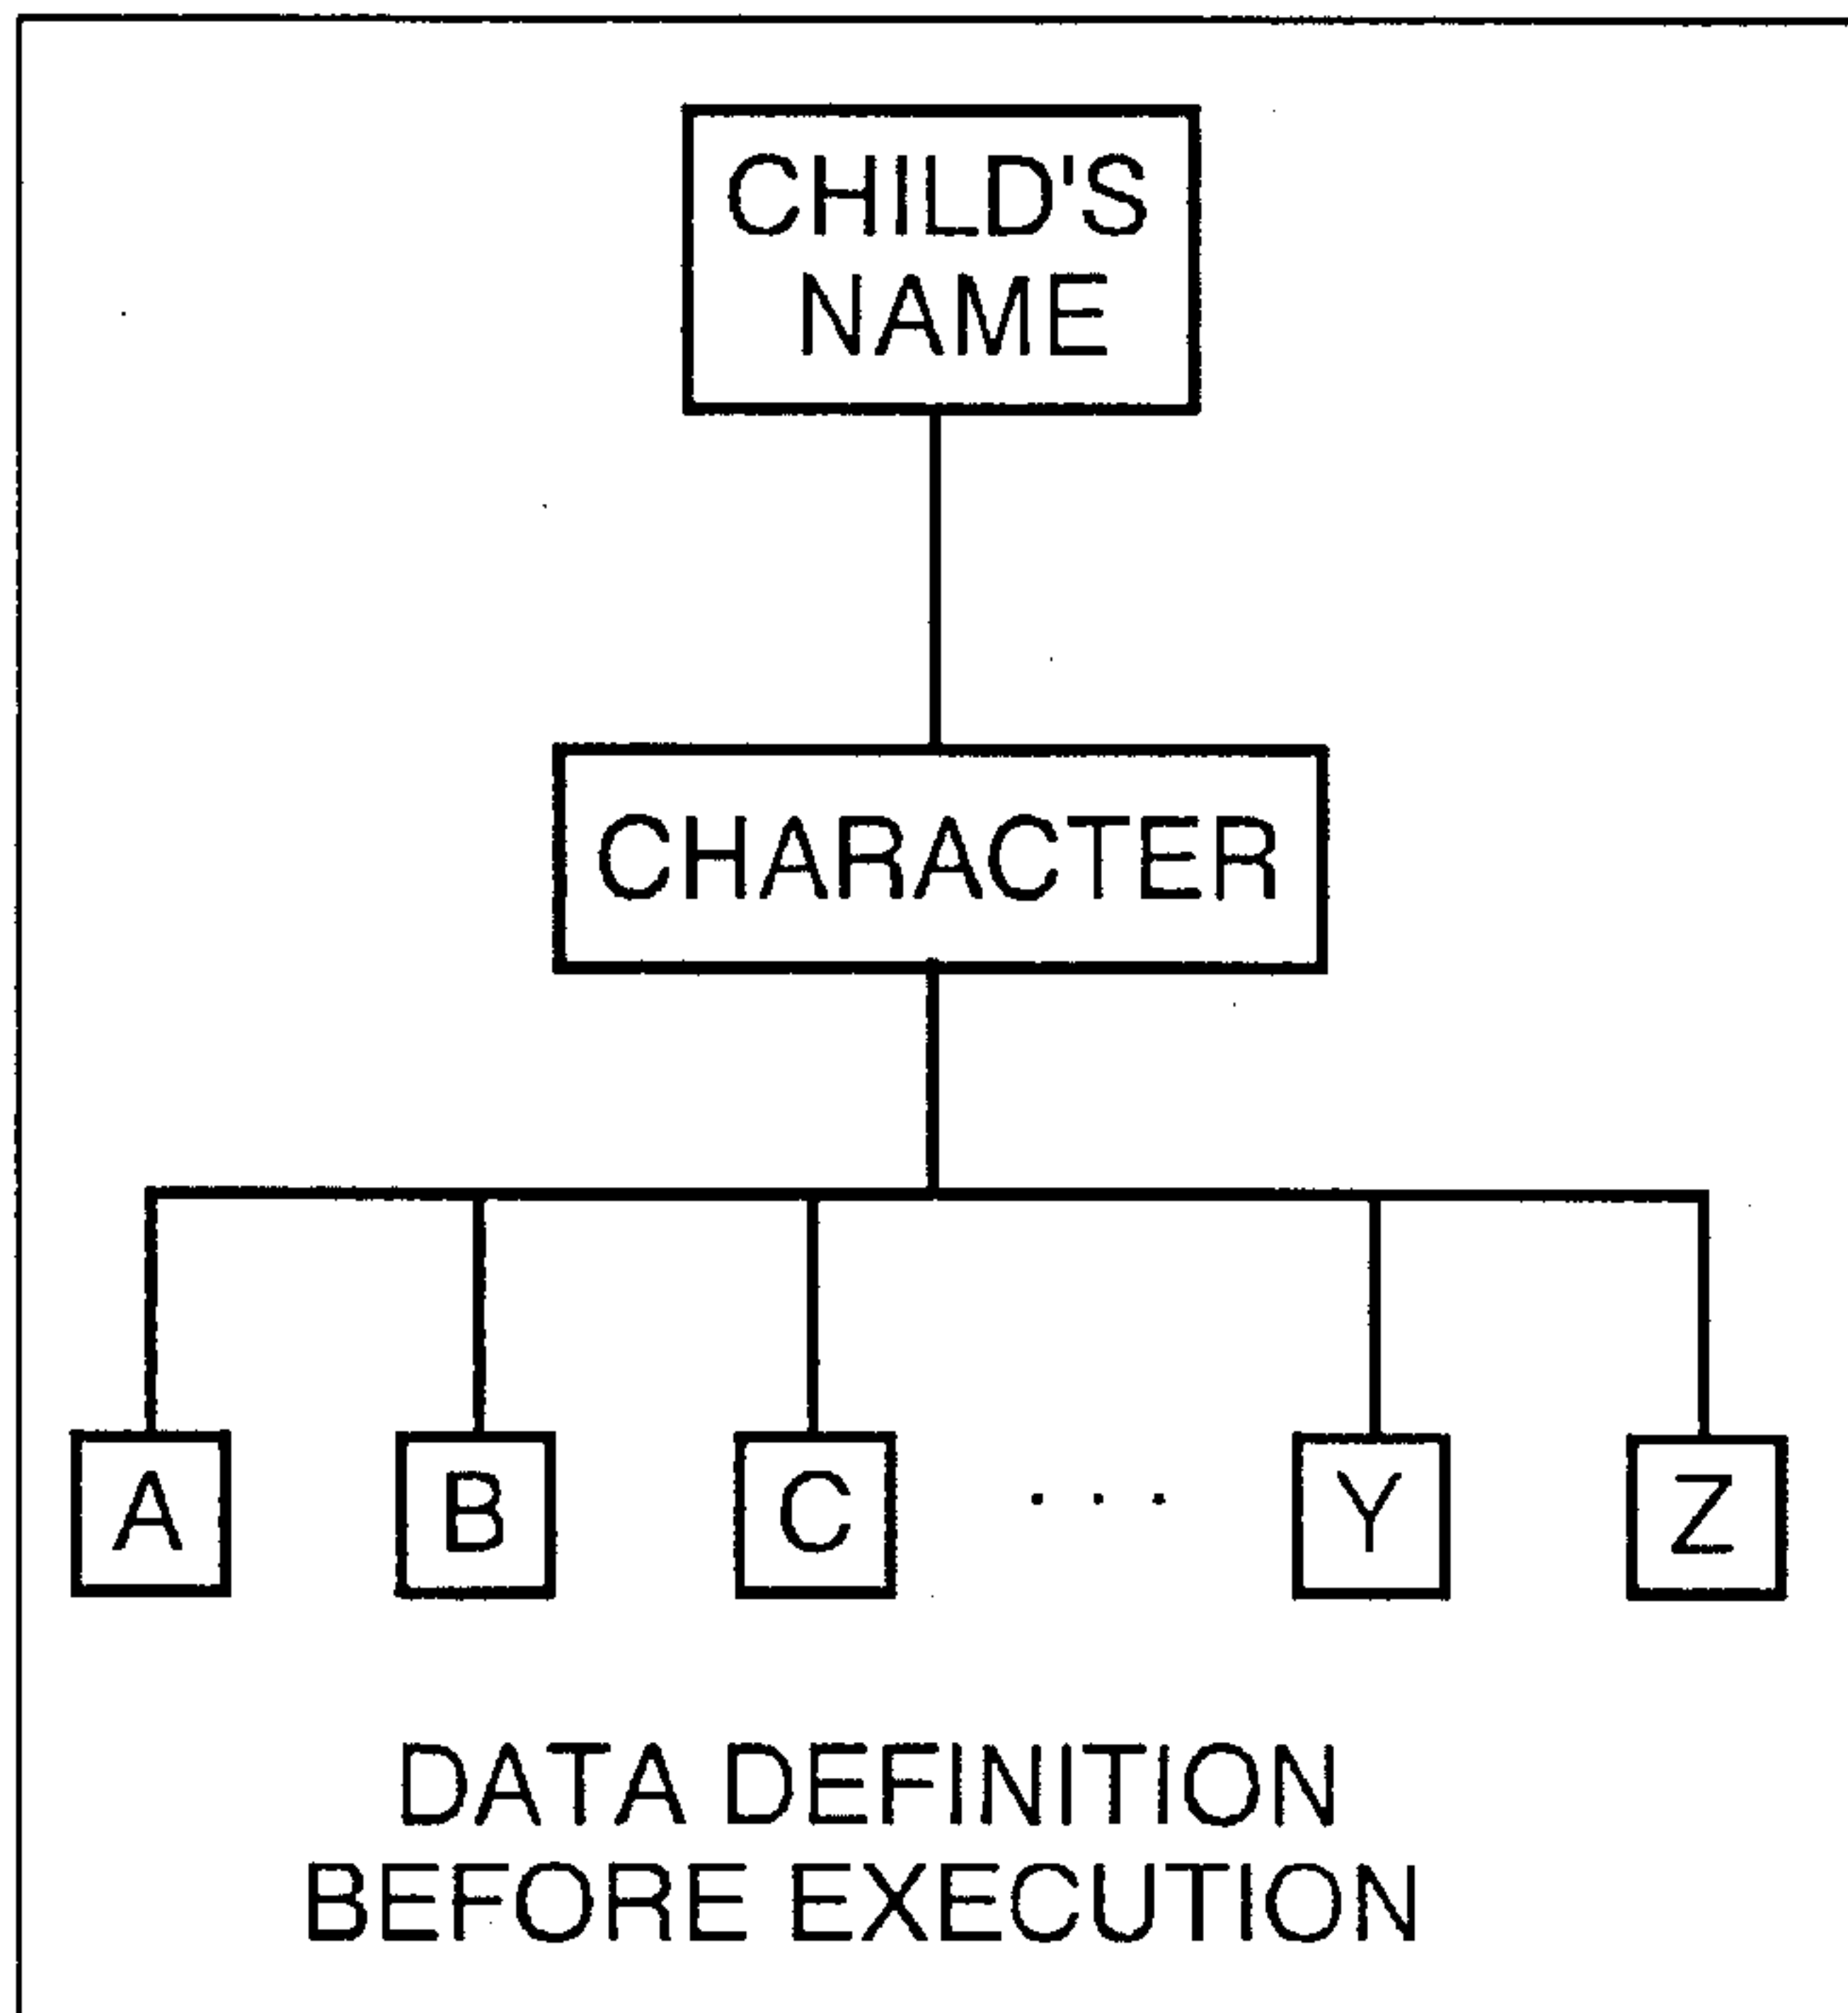 CHILD'S
NAME
CHARACTER
A B C . . . Y Z
DATA DEFINITION
BEFORE EXECUTION